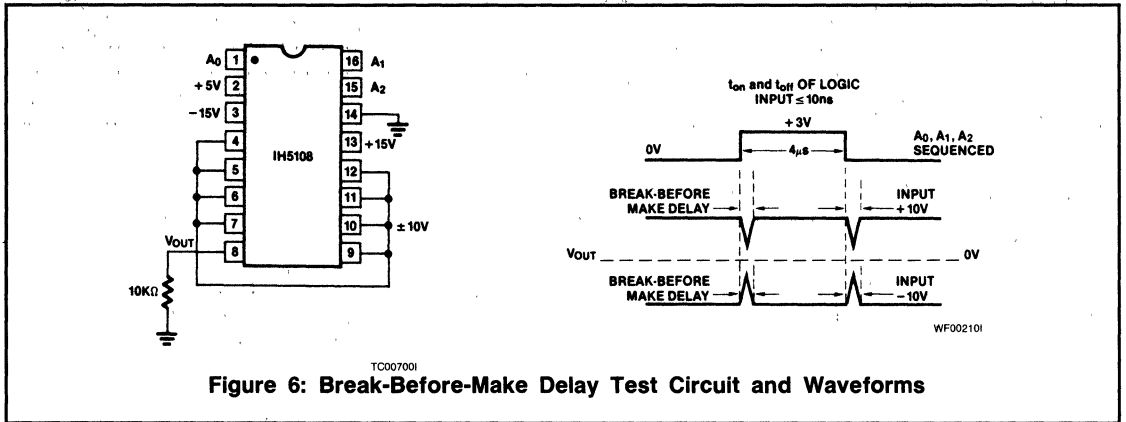 A₀ 1
+5V 2
-15V 3
4
5
6
7
VOUT 8
10KΩ
IH5108
16 A₁
15 A₂
14
13 +15V
12
11
10 ±10V
9
TC00700I
ton and toff OF LOGIC
INPUT ≤ 10ns
+3V
0V
4μs
A₀, A₁, A₂
SEQUENCED
BREAK-BEFORE
MAKE DELAY
INPUT
+10V
VOUT
0V
BREAK-BEFORE
MAKE DELAY
INPUT
-10V
WF00210I
Figure 6: Break-Before-Make Delay Test Circuit and Waveforms